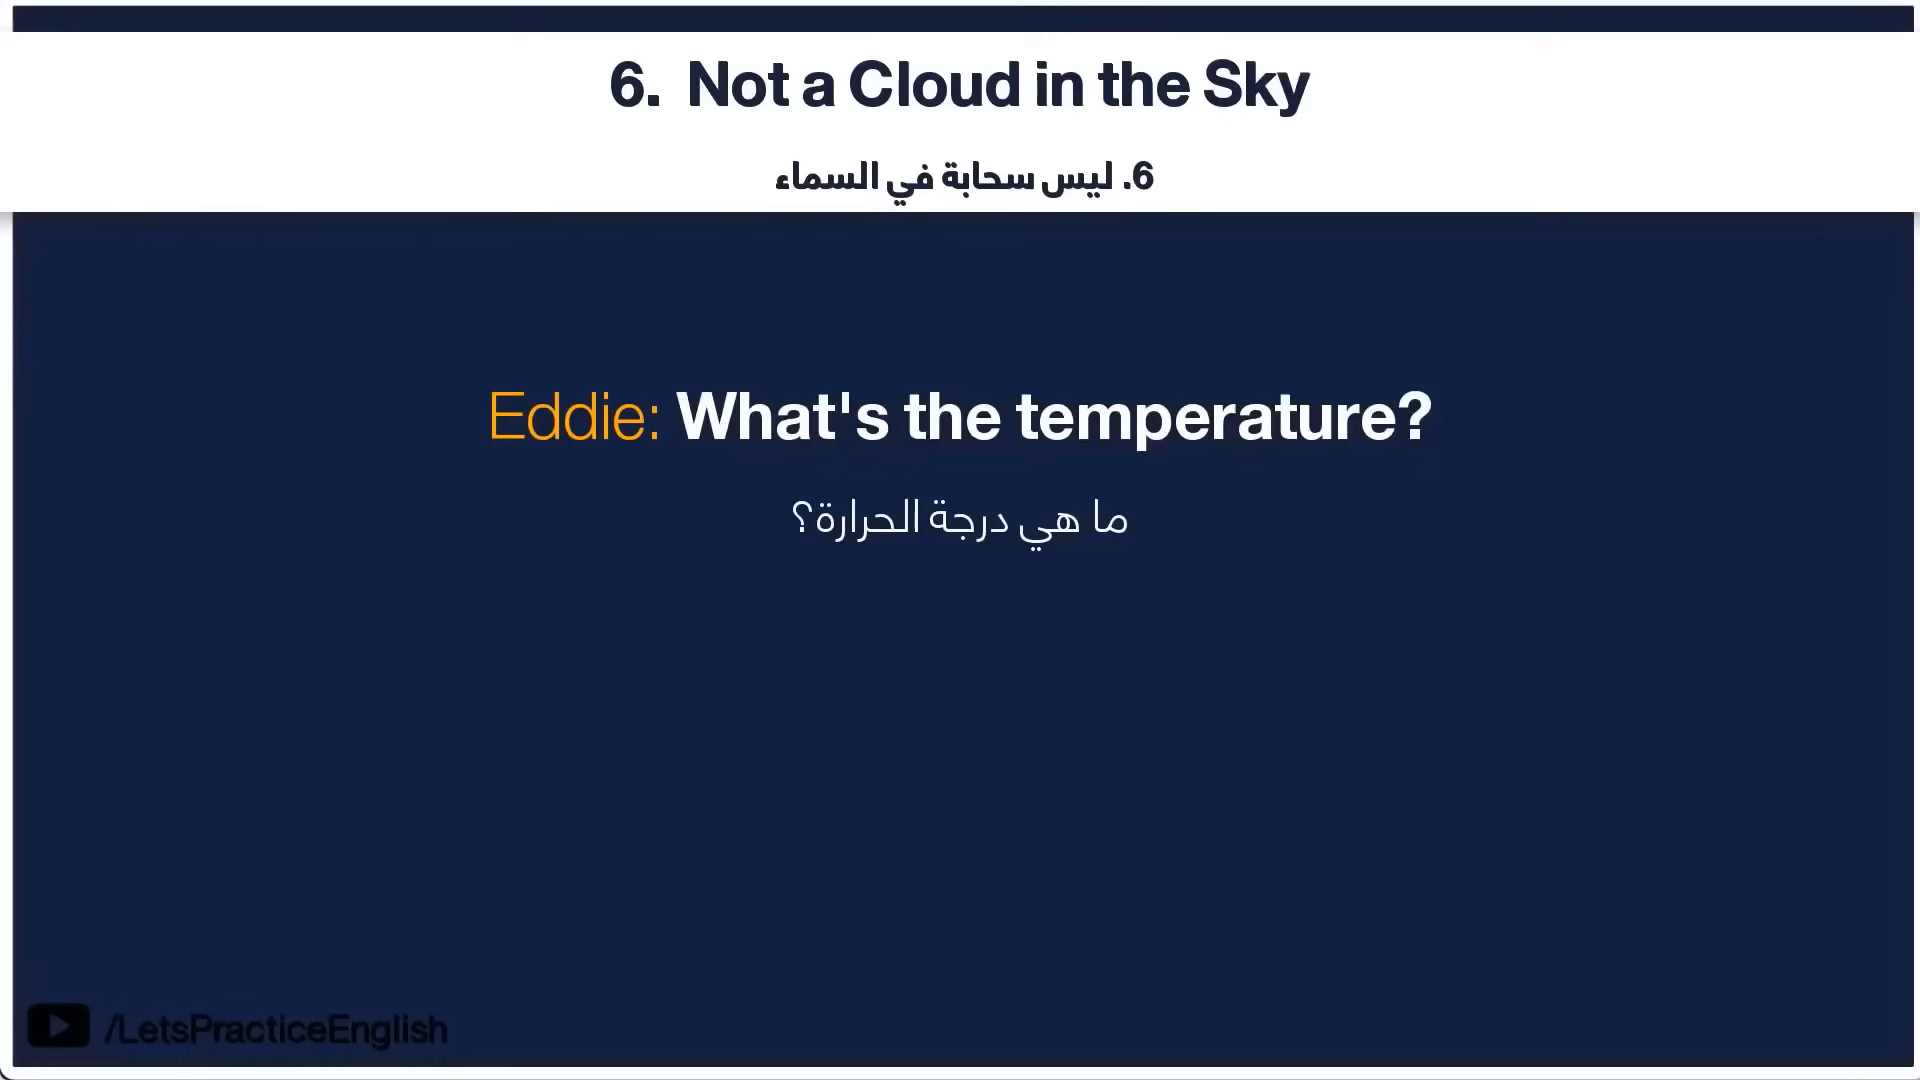 6. Not a Cloud in the Sky
6. ليس سحابة في السماء
Eddie: What's the temperature?
ما هي درجة الحرارة؟
/LetsPracticeEnglish